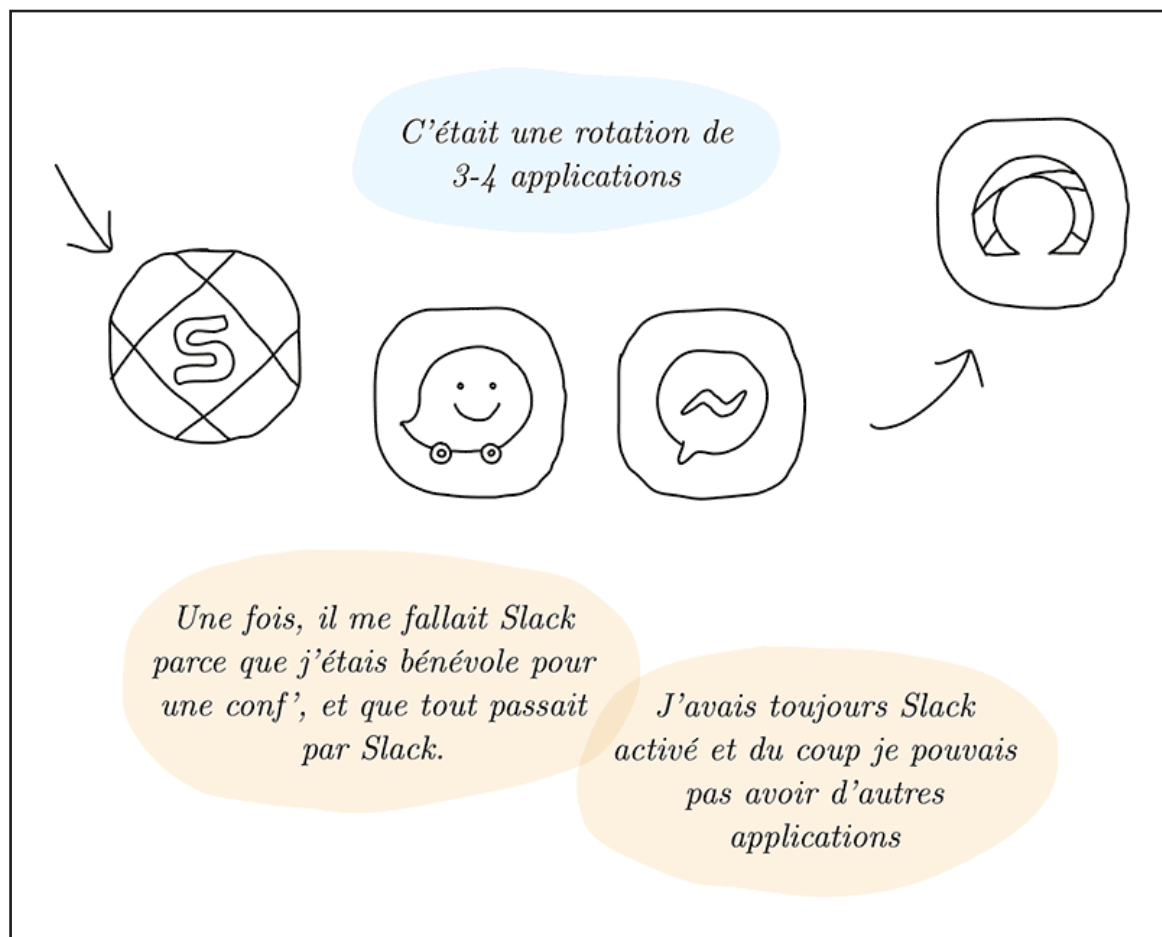 C'était une rotation de
3-4 applications
S
Une fois, il me fallait Slack
parce que j'étais bénévole pour
une conf', et que tout passait
par Slack.
J'avais toujours Slack
activé et du coup je pouvais
pas avoir d'autres
applications